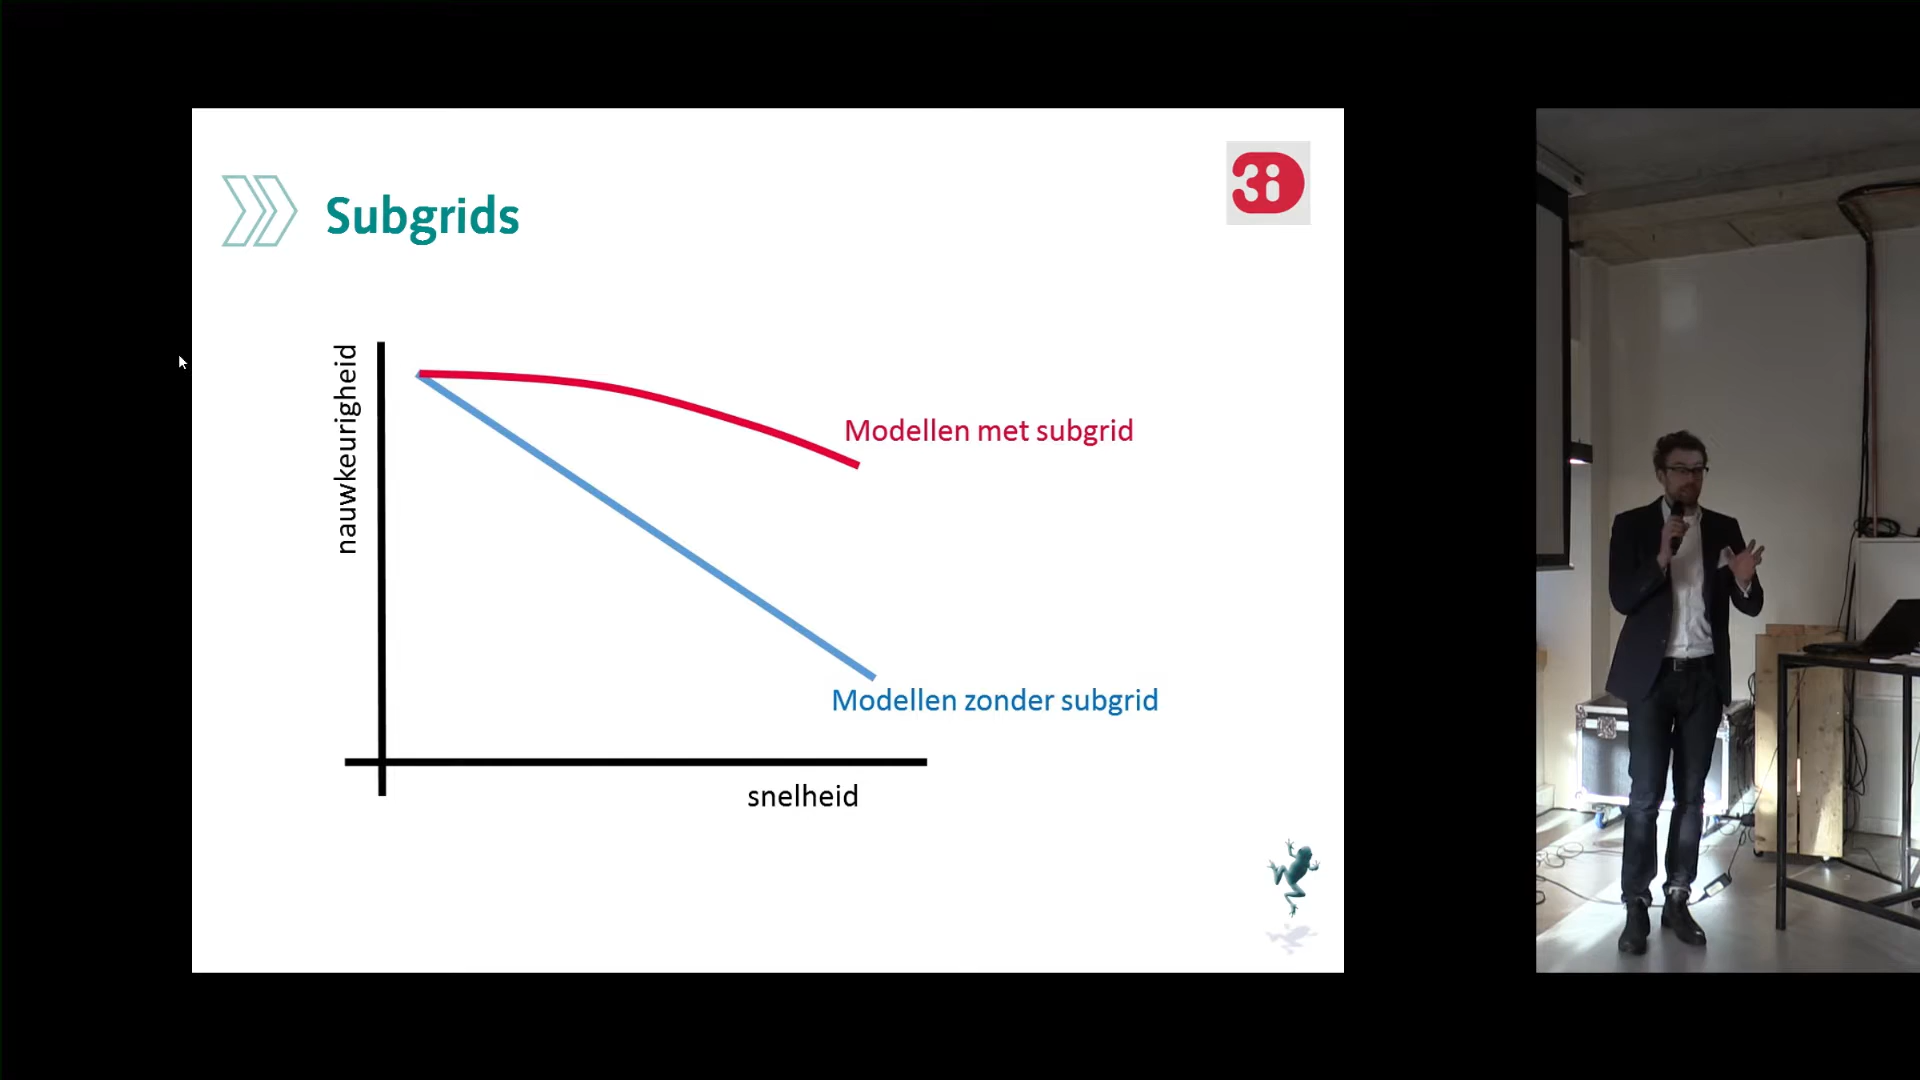 Subgrids
3i
nauwkeurigheid
Modellen met subgrid
Modellen zonder subgrid
snelheid